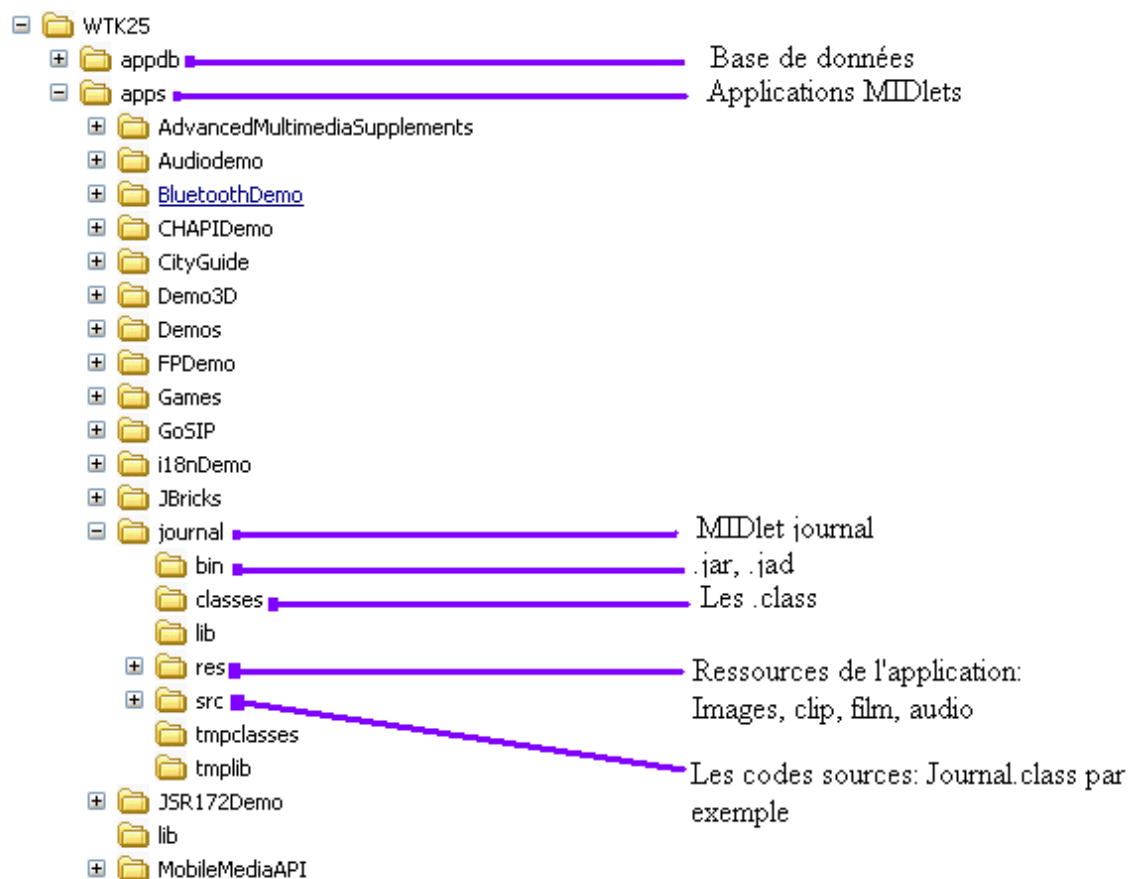 WTK25
appdb Base de données
apps Applications MIDlets
AdvancedMultimediaSupplements
Audiodemo
BluetoothDemo
CHAPIDemo
CityGuide
Demo3D
Demos
FPDemo
Games
GoSIP
i18nDemo
JBricks
journal MIDlet journal
bin .jar, .jad
classes Les .class
lib
res Ressources de l'application:
Images, clip, film, audio
src
tmpclasses
tmplib Les codes sources: Journal.class par
exemple
JSR172Demo
lib
MobileMediaAPI